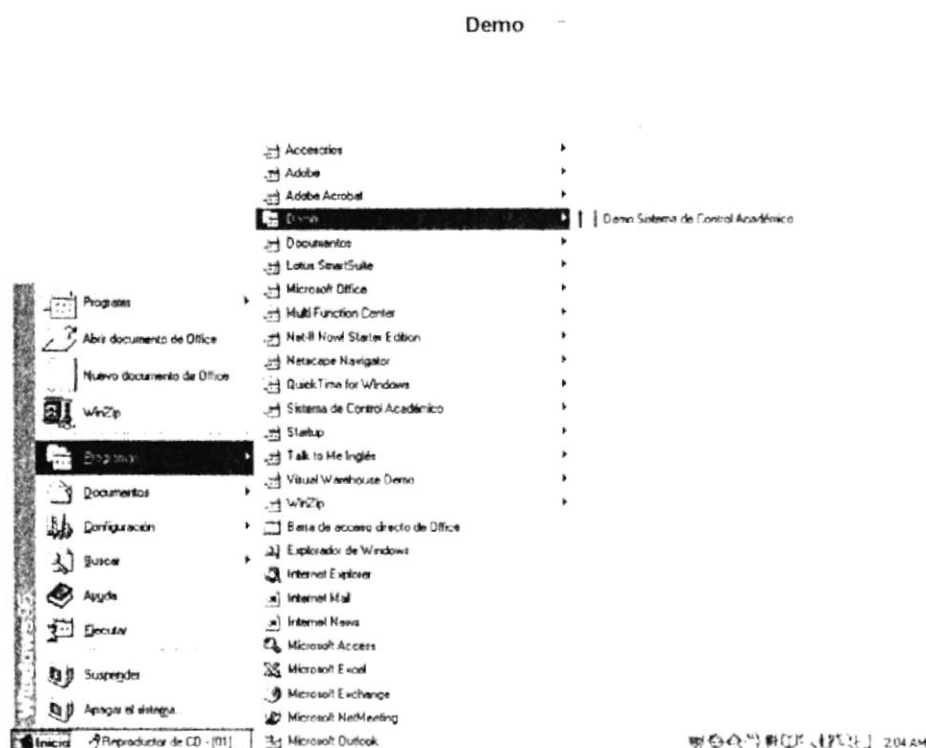 Demo
Accesorios
Adobe
Adobe Acrobat
Demo
Demo Sistema de Control Académico
Documentos
Lotus SmartSuite
Microsoft Office
Multi Function Center
Net-It Now! Starter Edition
Netscape Navigator
QuickTime for Windows
Sistema de Control Académico
Startup
Talk to Me Inglés
Visual Warehouse Demo
WinZip
Barra de acceso directo de Office
Explorador de Windows
Internet Explorer
Internet Mail
Internet News
Microsoft Access
Microsoft Excel
Microsoft Exchange
Microsoft NetMeeting
Microsoft Outlook
Programas
Abrir documento de Office
Nuevo documento de Office
WinZip
Programas
Documentos
Configuración
Buscar
Ayuda
Ejecutar
Suspender
Apagar el sistema
Inicio
Reproductor de CD - [01]
2:04 AM